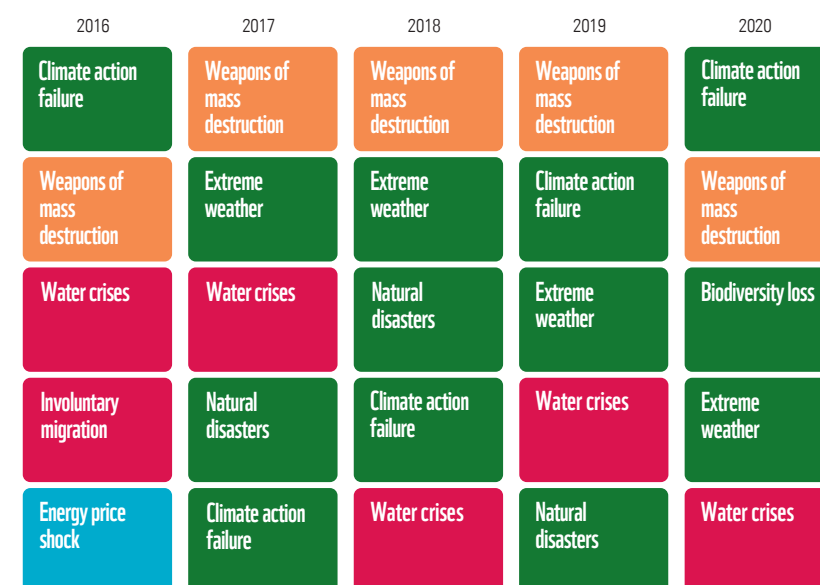 2016 2017 2018 2019 2020
Climate action
failure
Weapons of
mass
destruction
Weapons of
mass
destruction
Weapons of
mass
destruction
Climate action
failure
Weapons of
mass
destruction
Extreme
weather
Extreme
weather
Climate action
failure
Weapons of
mass
destruction
Water crises
Water crises
Natural
disasters
Extreme
weather
Biodiversity loss
Involuntary
migration
Natural
disasters
Climate action
failure
Water crises
Extreme
weather
Energy price
shock
Climate action
failure
Water crises
Natural
disasters
Water crises